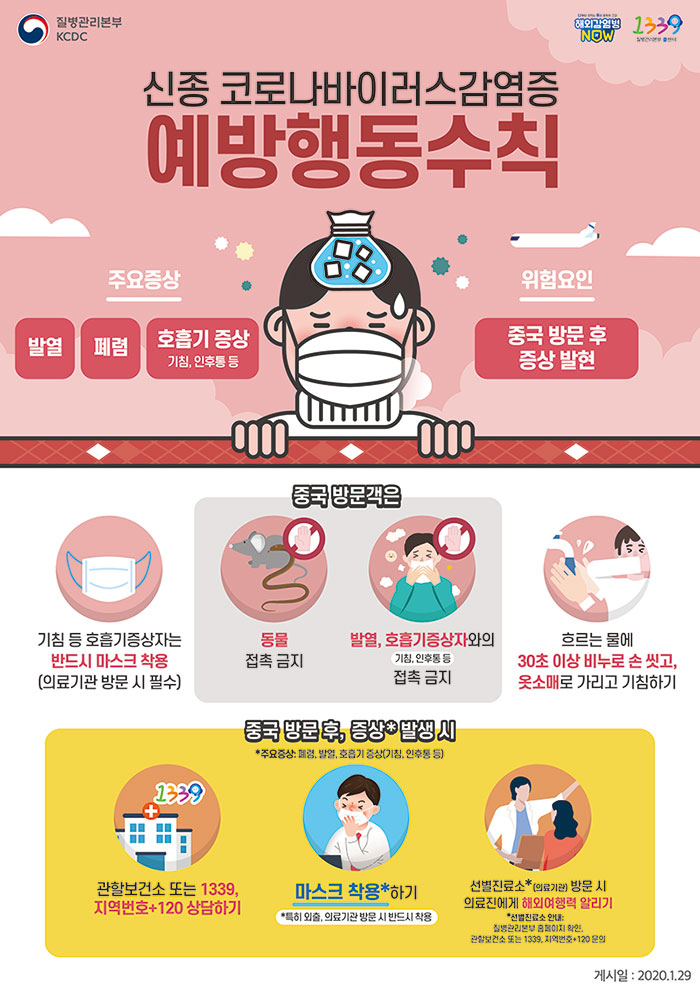 질병관리본부
KCDC
해외감염병
NOW
1339
질병관리본부 콜센터
신종 코로나바이러스감염증
예방행동수칙
주요증상
발열
폐렴
호흡기 증상
기침, 인후통 등
위험요인
중국 방문 후
증상 발현
중국 방문객은
기침 등 호흡기증상자는
반드시 마스크 착용
(의료기관 방문 시 필수)
동물
접촉 금지
발열, 호흡기증상자와의
기침, 인후통 등
접촉 금지
흐르는 물에
30초 이상 비누로 손 씻고,
옷소매로 가리고 기침하기
중국 방문 후, 증상* 발생 시
*주요증상: 폐렴, 발열, 호흡기 증상(기침, 인후통 등)
1339
관할보건소 또는 1339,
지역번호+120 상담하기
마스크 착용*하기
*특히 외출, 의료기관 방문 시 반드시 착용
선별진료소*(의료기관) 방문 시
의료진에게 해외여행력 알리기
*선별진료소 안내:
질병관리본부 홈페이지 확인,
관할보건소 또는 1339, 지역번호+120 문의
게시일 : 2020.1.29